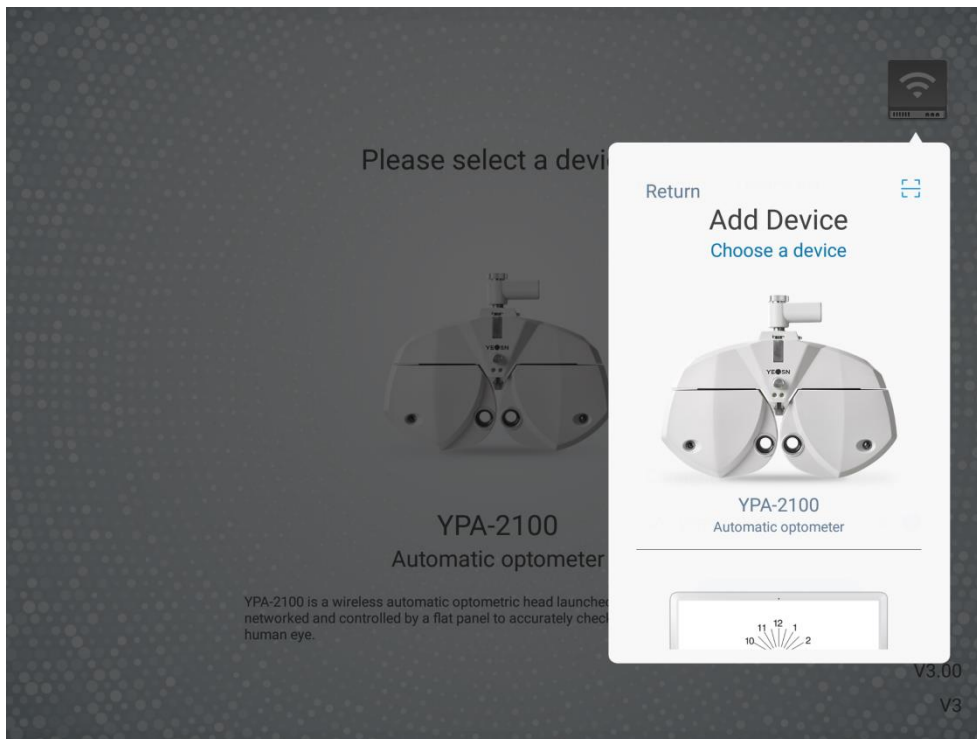 Please select a devi
YPA-2100
Automatic optometer
YPA-2100 is a wireless automatic optometric head launched
networked and controlled by a flat panel to accurately check
human eye.
Return
Add Device
Choose a device
YEOSN
YPA-2100
Automatic optometer
10
11
12
1
2
V3.00
V3